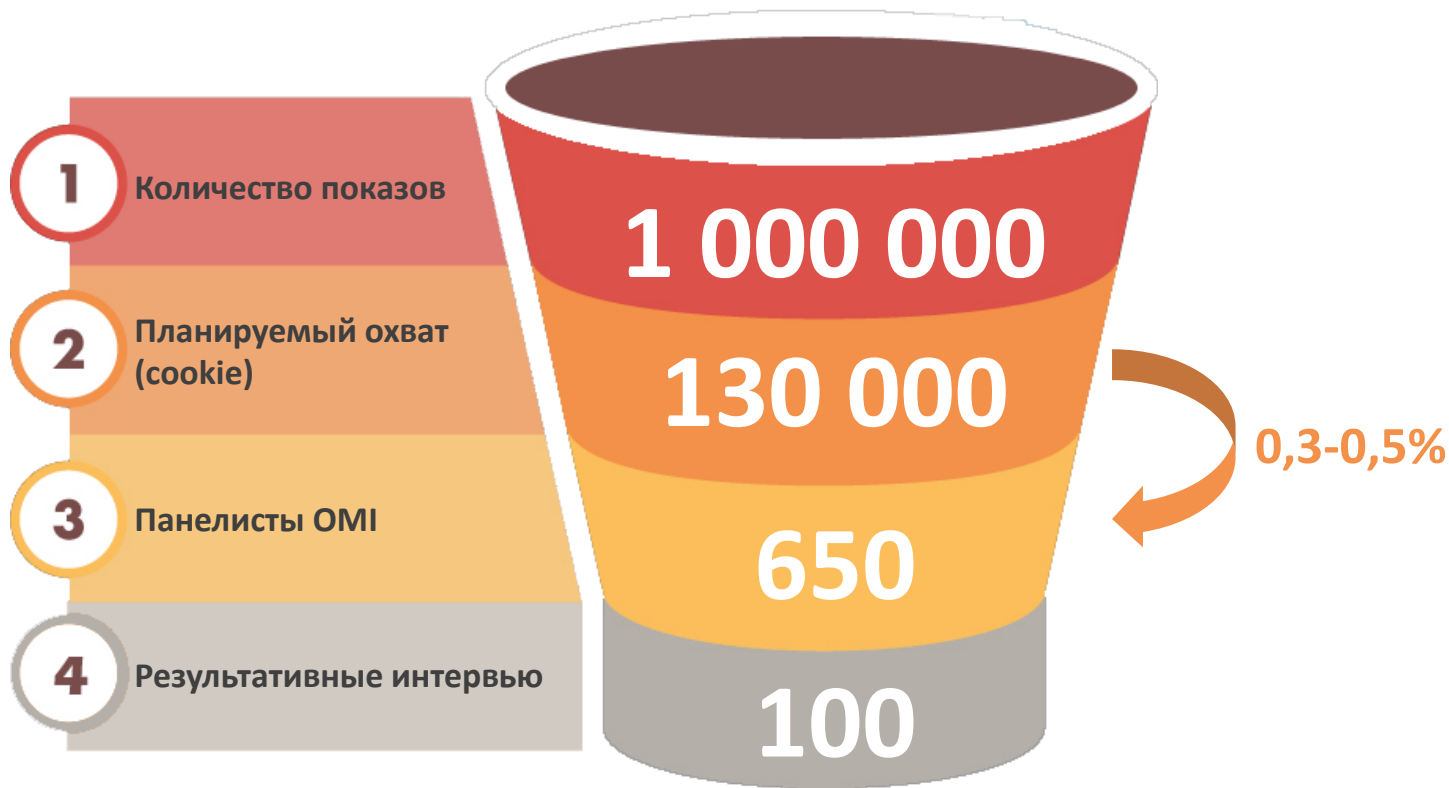 1
Количество показов
1 000 000
2
Планируемый охват
(cookie)
130 000
0,3-0,5%
3
Панелисты OMI
650
4
Результативные интервью
100